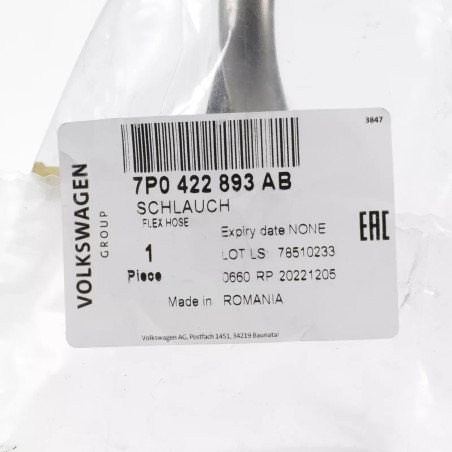 3847
VOLKSWAGEN
GROUP
7P0 422 893 AB
SCHLAUCH
FLEX HOSE
Expiry date NONE
1
LOT LS: 78510233
Piece
0660 RP 20221205
Made in ROMANIA
EAC
Volkswagen AG, Postfach 1451, 34219 Baunatal